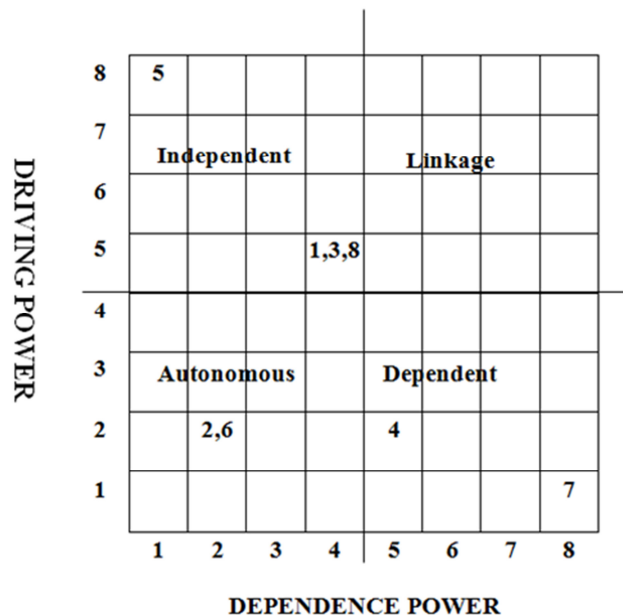 8 5
7
Independent Linkage
6
5 1,3,8
4
3
Autonomous Dependent
2 2,6 4
1 7
1 2 3 4 5 6 7 8
DRIVING POWER
DEPENDENCE POWER